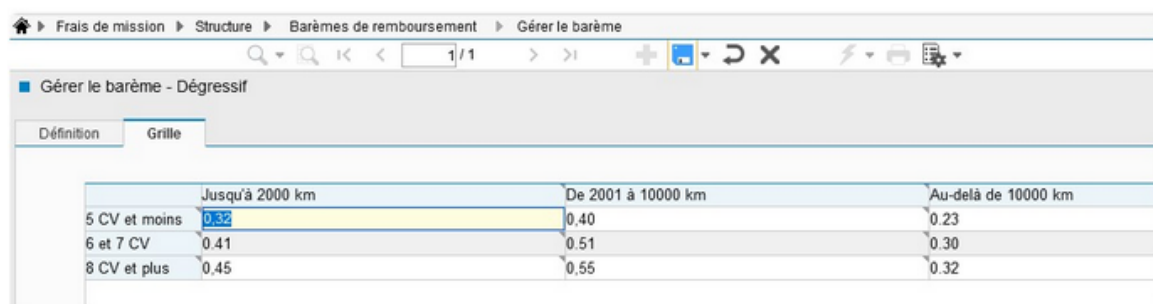 Frais de mission Structure Barèmes de remboursement Gérer le barème
1 / 1
Gérer le barème - Dégressif
Définition Grille
Jusqu'à 2000 km De 2001 à 10000 km Au-delà de 10000 km
5 CV et moins 0,32 0,40 0.23
6 et 7 CV 0.41 0.51 0.30
8 CV et plus 0,45 0,55 0.32